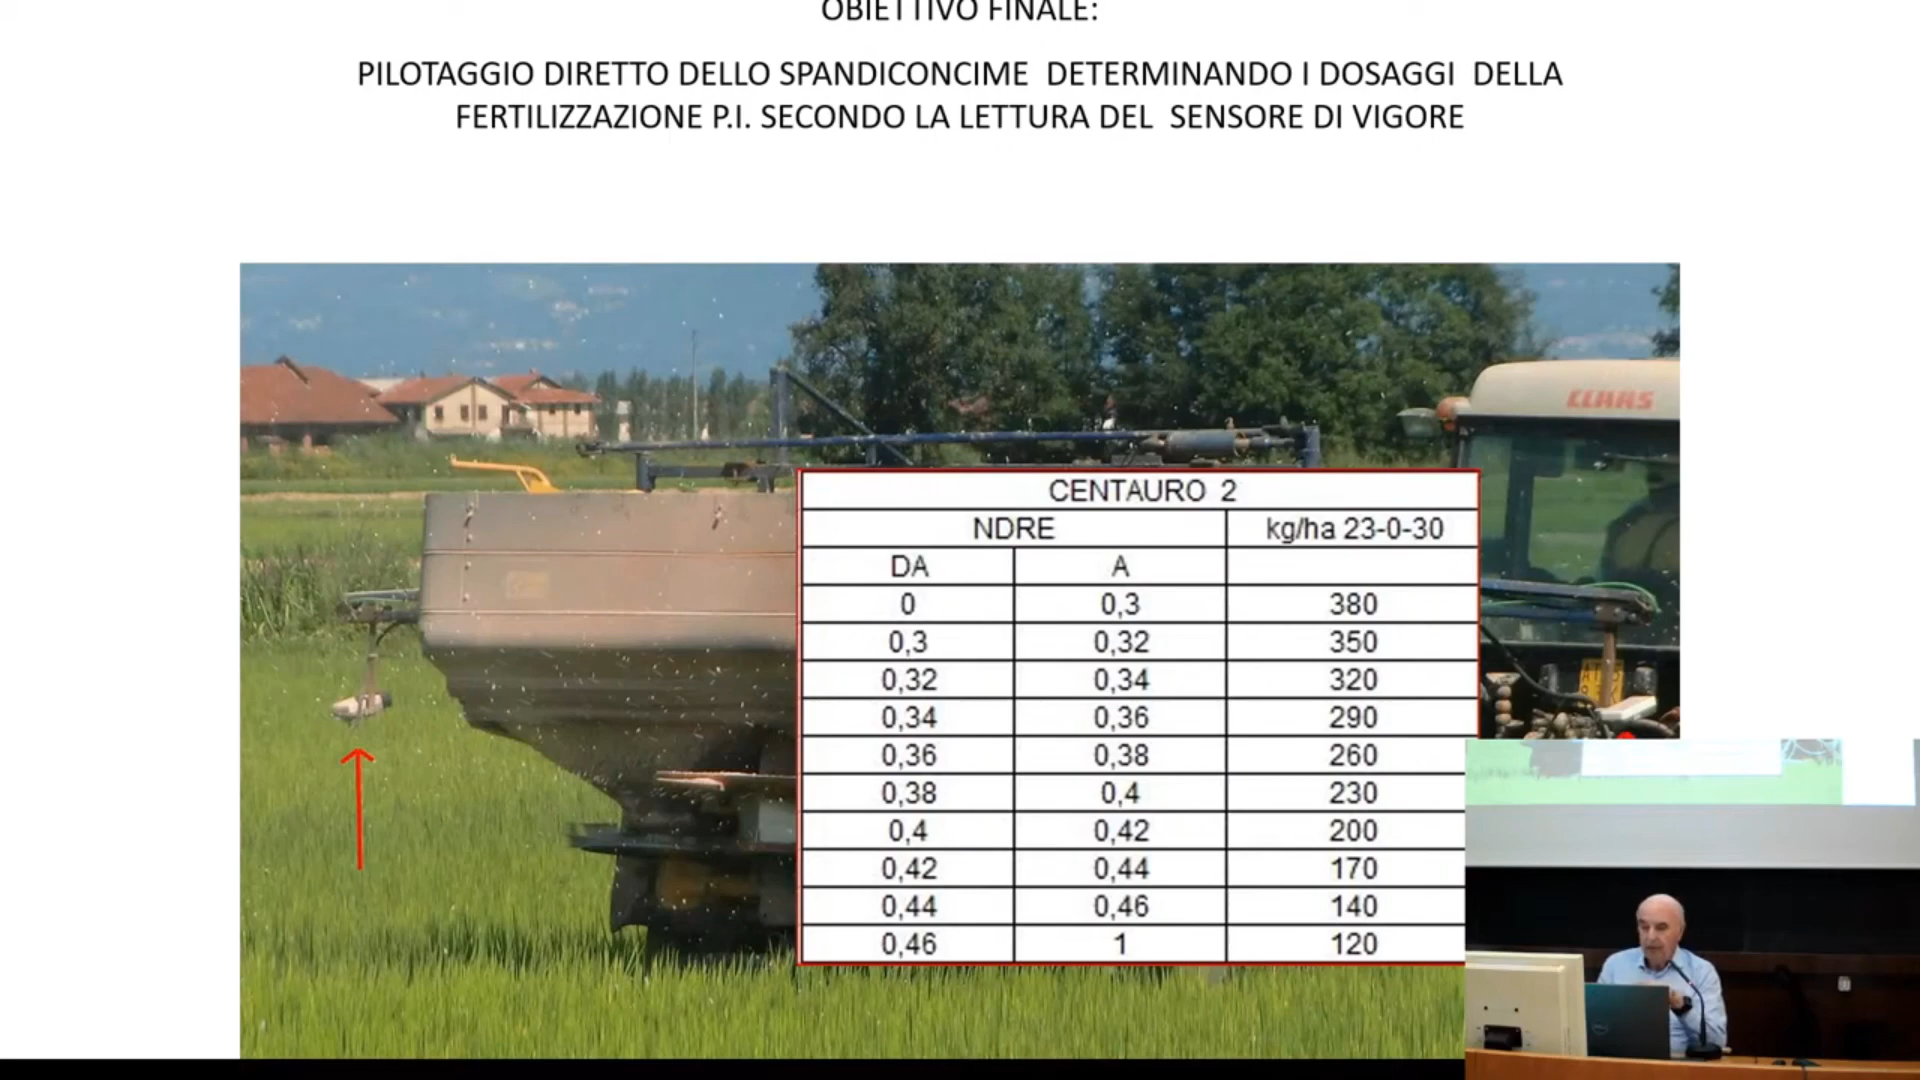 OBIETTIVO FINALE:
PILOTAGGIO DIRETTO DELLO SPANDICONCIME DETERMINANDO I DOSAGGI DELLA
FERTILIZZAZIONE P.I. SECONDO LA LETTURA DEL SENSORE DI VIGORE
CLAAS
CENTAURO 2
NDRE kg/ha 23-0-30
DA A
0 0,3 380
0,3 0,32 350
0,32 0,34 320
0,34 0,36 290
0,36 0,38 260
0,38 0,4 230
0,4 0,42 200
0,42 0,44 170
0,44 0,46 140
0,46 1 120